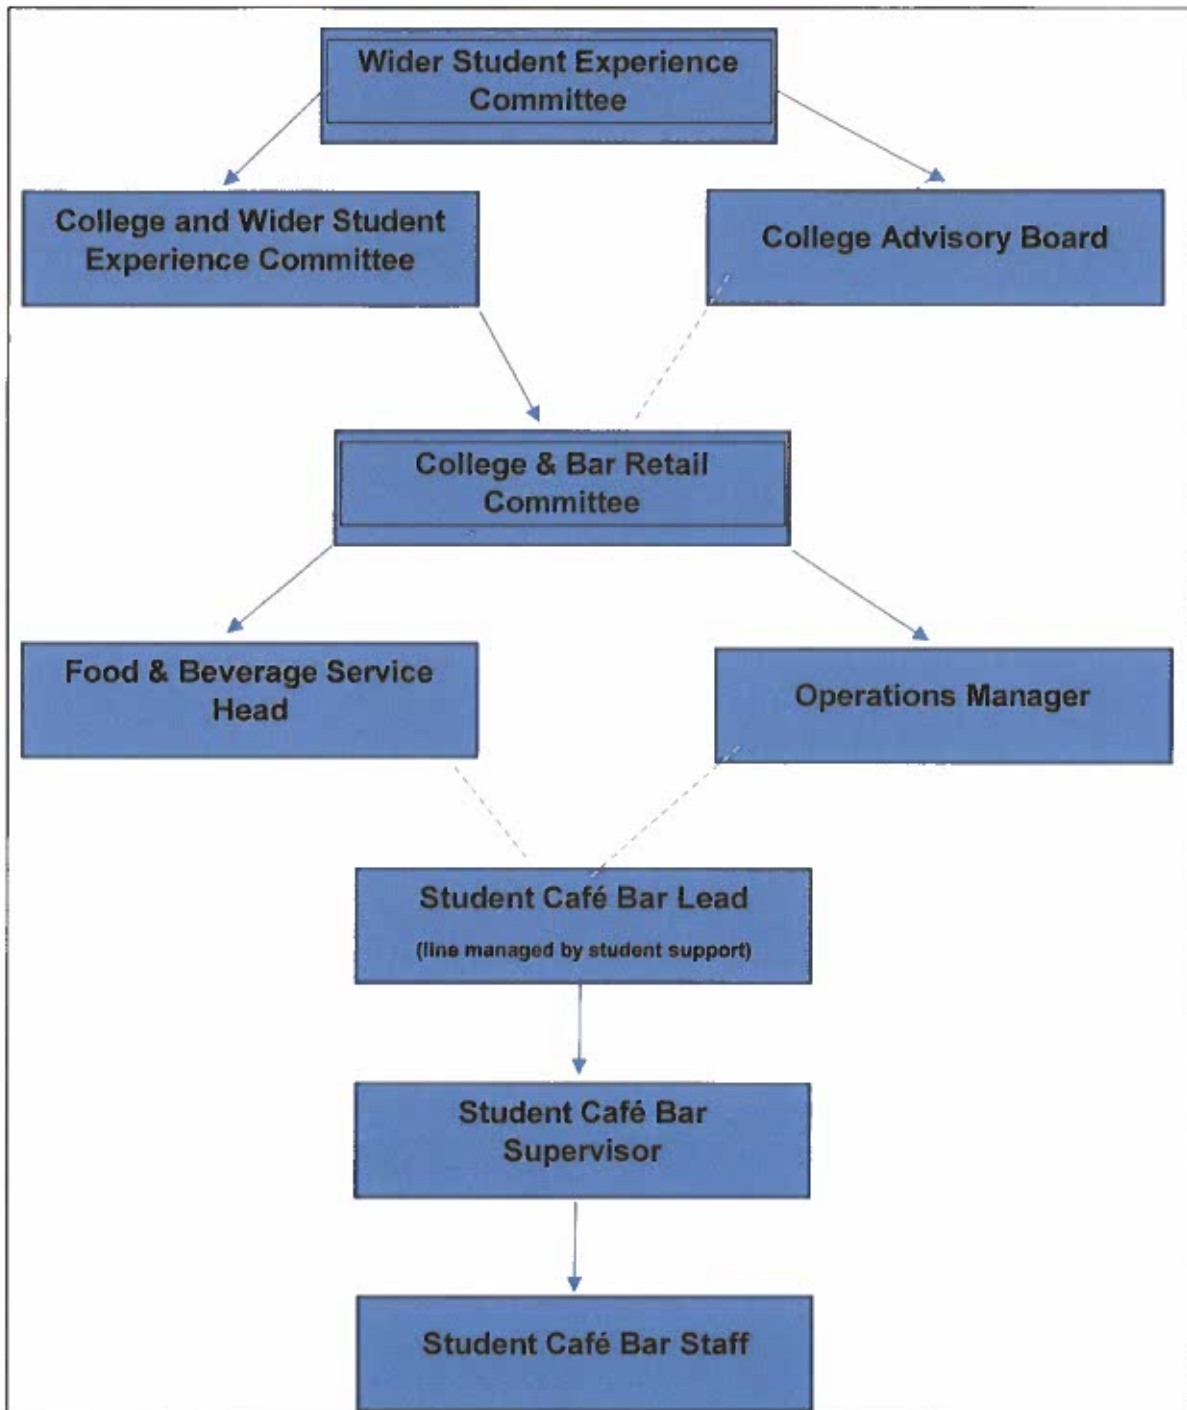 Wider Student Experience
Committee
College and Wider Student
Experience Committee
College Advisory Board
College & Bar Retail
Committee
Food & Beverage Service
Head
Operations Manager
Student Café Bar Lead
(line managed by student support)
Student Café Bar
Supervisor
Student Café Bar Staff